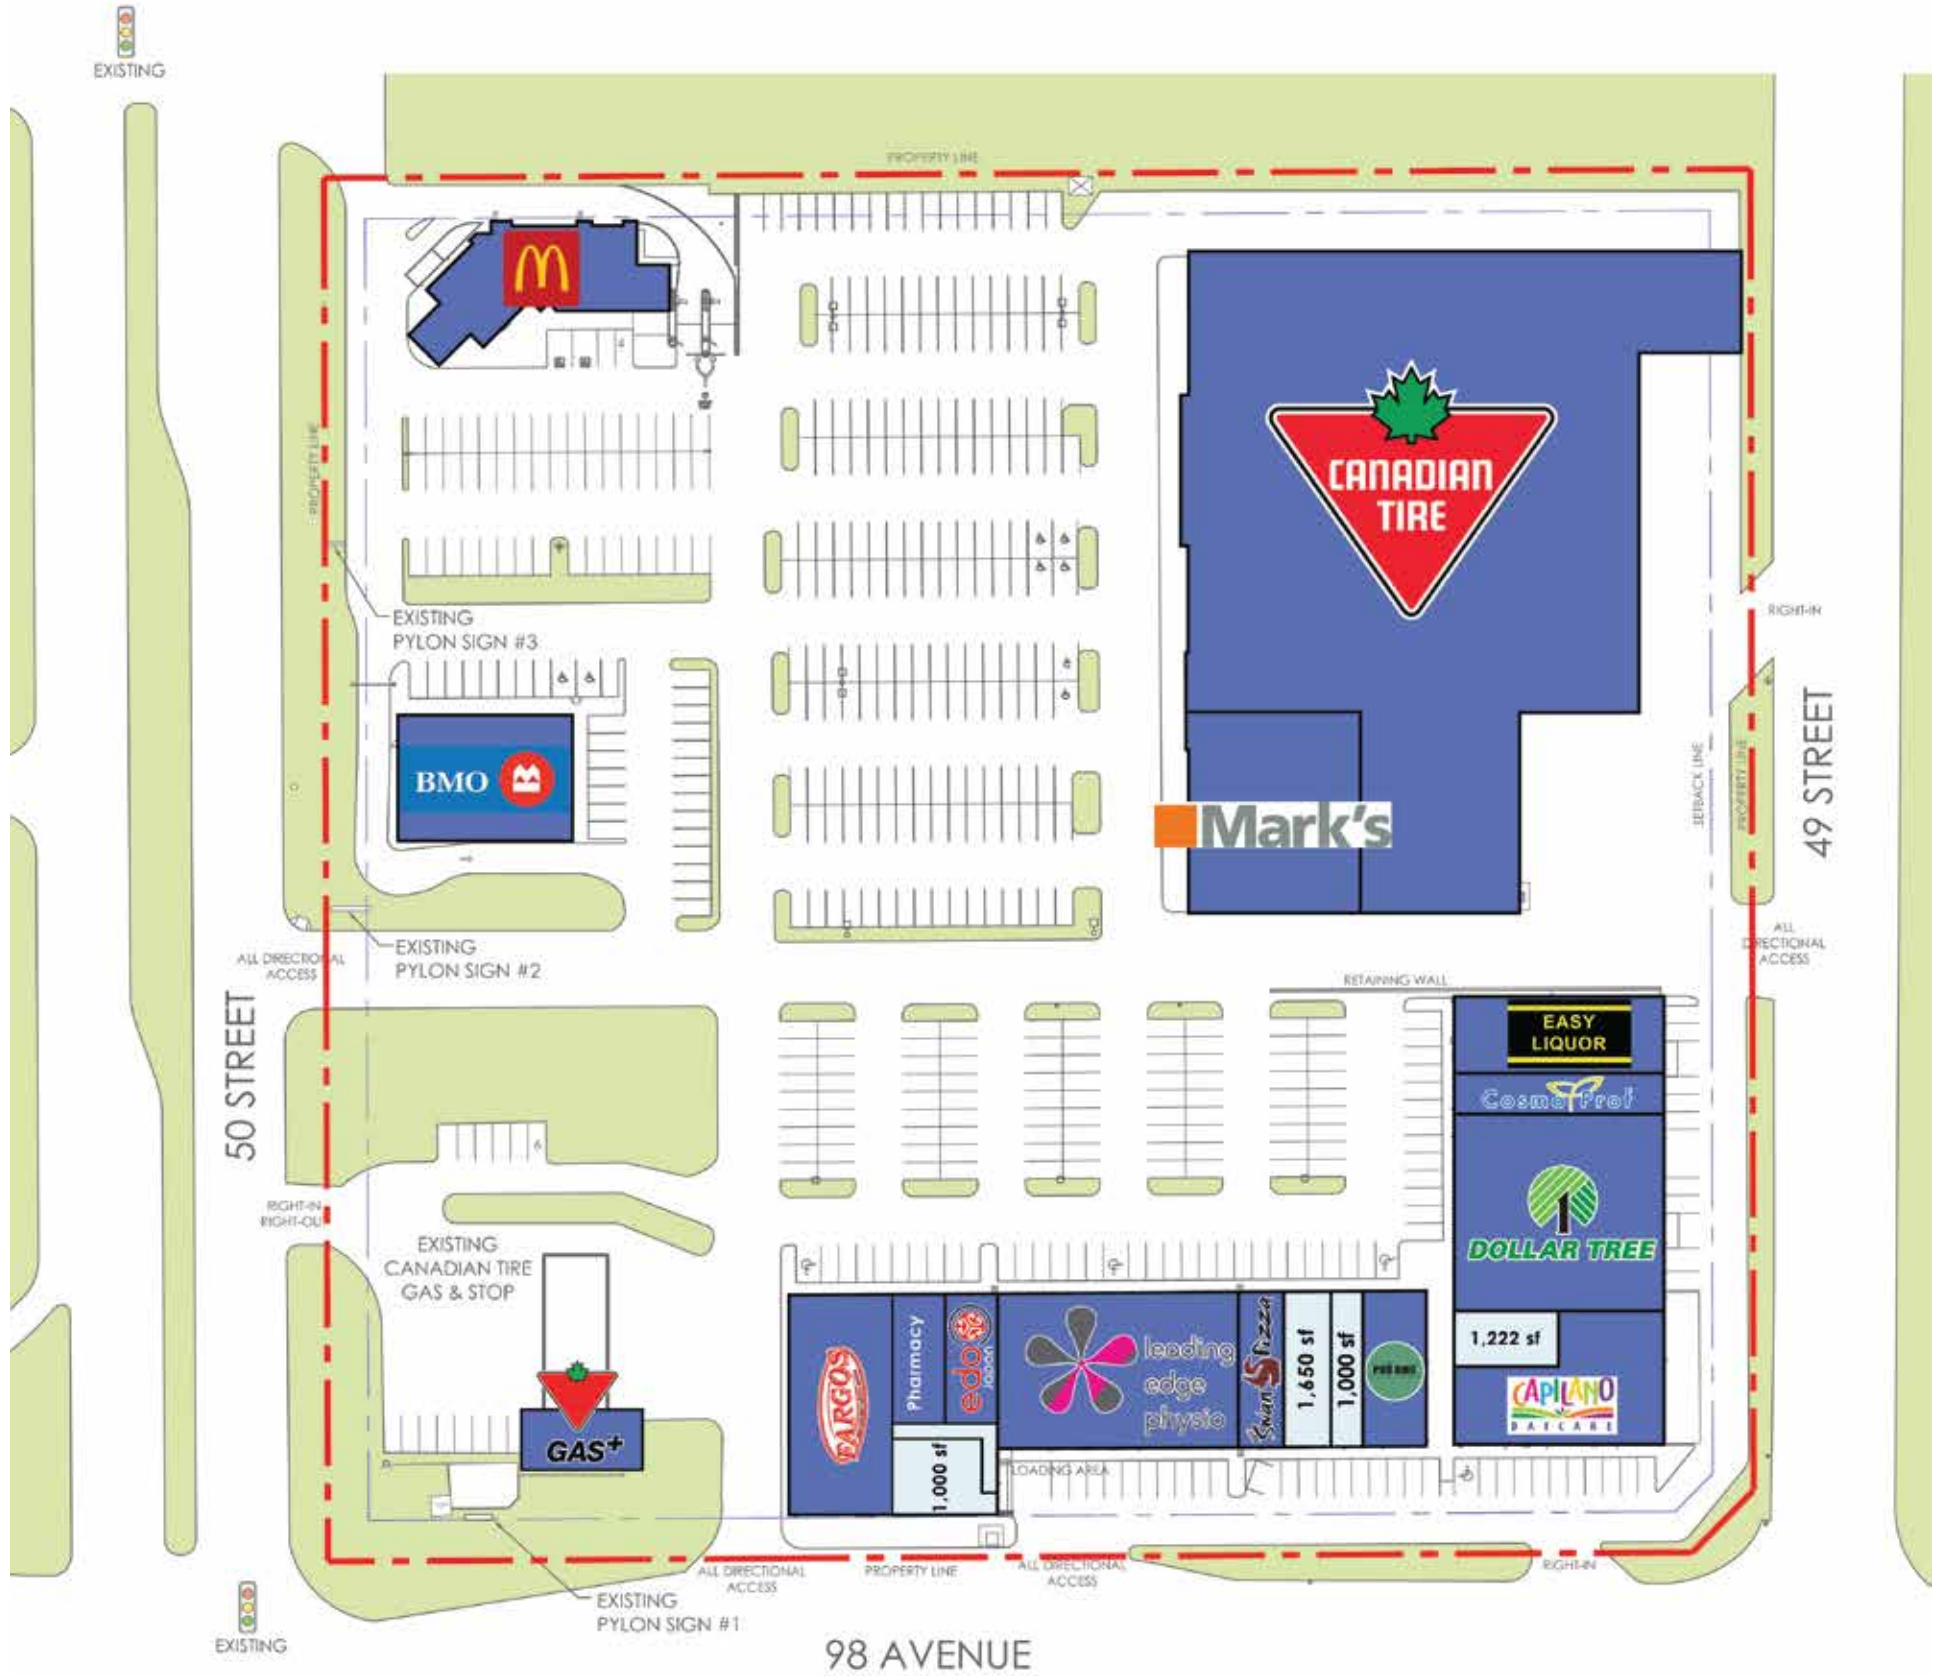 EXISTING
PROPERTY LINE
PROPERTY LINE
CANADIAN
TIRE
RIGHT-IN
EXISTING
PYLON SIGN #3
49 STREET
SETBACK LINE
PROPERTY LINE
BMO
Mark's
EXISTING
PYLON SIGN #2
ALL DIRECTIONAL
ACCESS
ALL
DIRECTIONAL
ACCESS
RETAINING WALL
50 STREET
EASY
LIQUOR
CosmoProf
DOLLAR TREE
RIGHT-IN
RIGHT-OU
EXISTING
CANADIAN TIRE
GAS & STOP
GAS+
FARGOS
Pharmacy
edo
JAPAN
1,000 sf
leading
edge
physio
Swan Pizza
1,650 sf
1,000 sf
1,222 sf
CAPILANO
DAYCARE
LOADING AREA
ALL DIRECTIONAL
ACCESS
PROPERTY LINE
ALL DIRECTIONAL
ACCESS
RIGHT-IN
EXISTING
PYLON SIGN #1
EXISTING
98 AVENUE